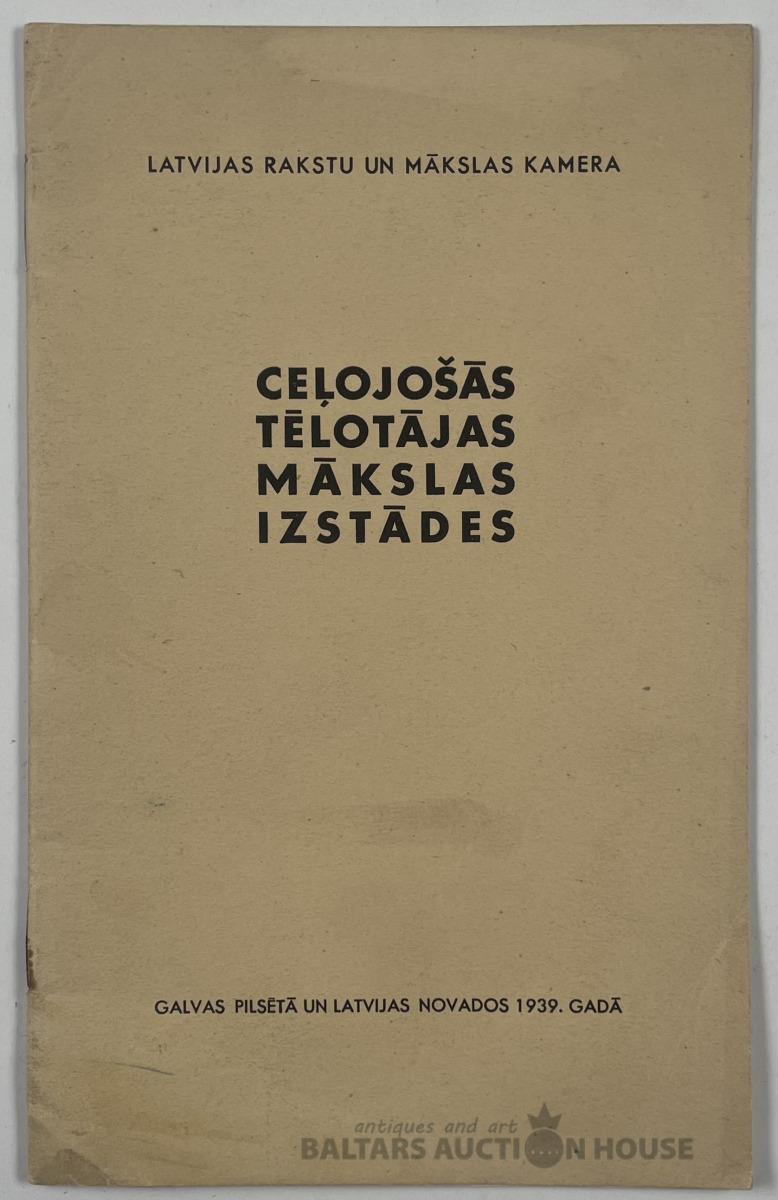 LATVIJAS RAKSTU UN MĀKSLAS KAMERA
CEĻOJOŠĀS
TĒLOTĀJAS
MĀKSLAS
IZSTĀDES
GALVAS PILSĒTĀ UN LATVIJAS NOVADOS 1939. GADĀ
antiques and art
BALTARS AUCTION HOUSE